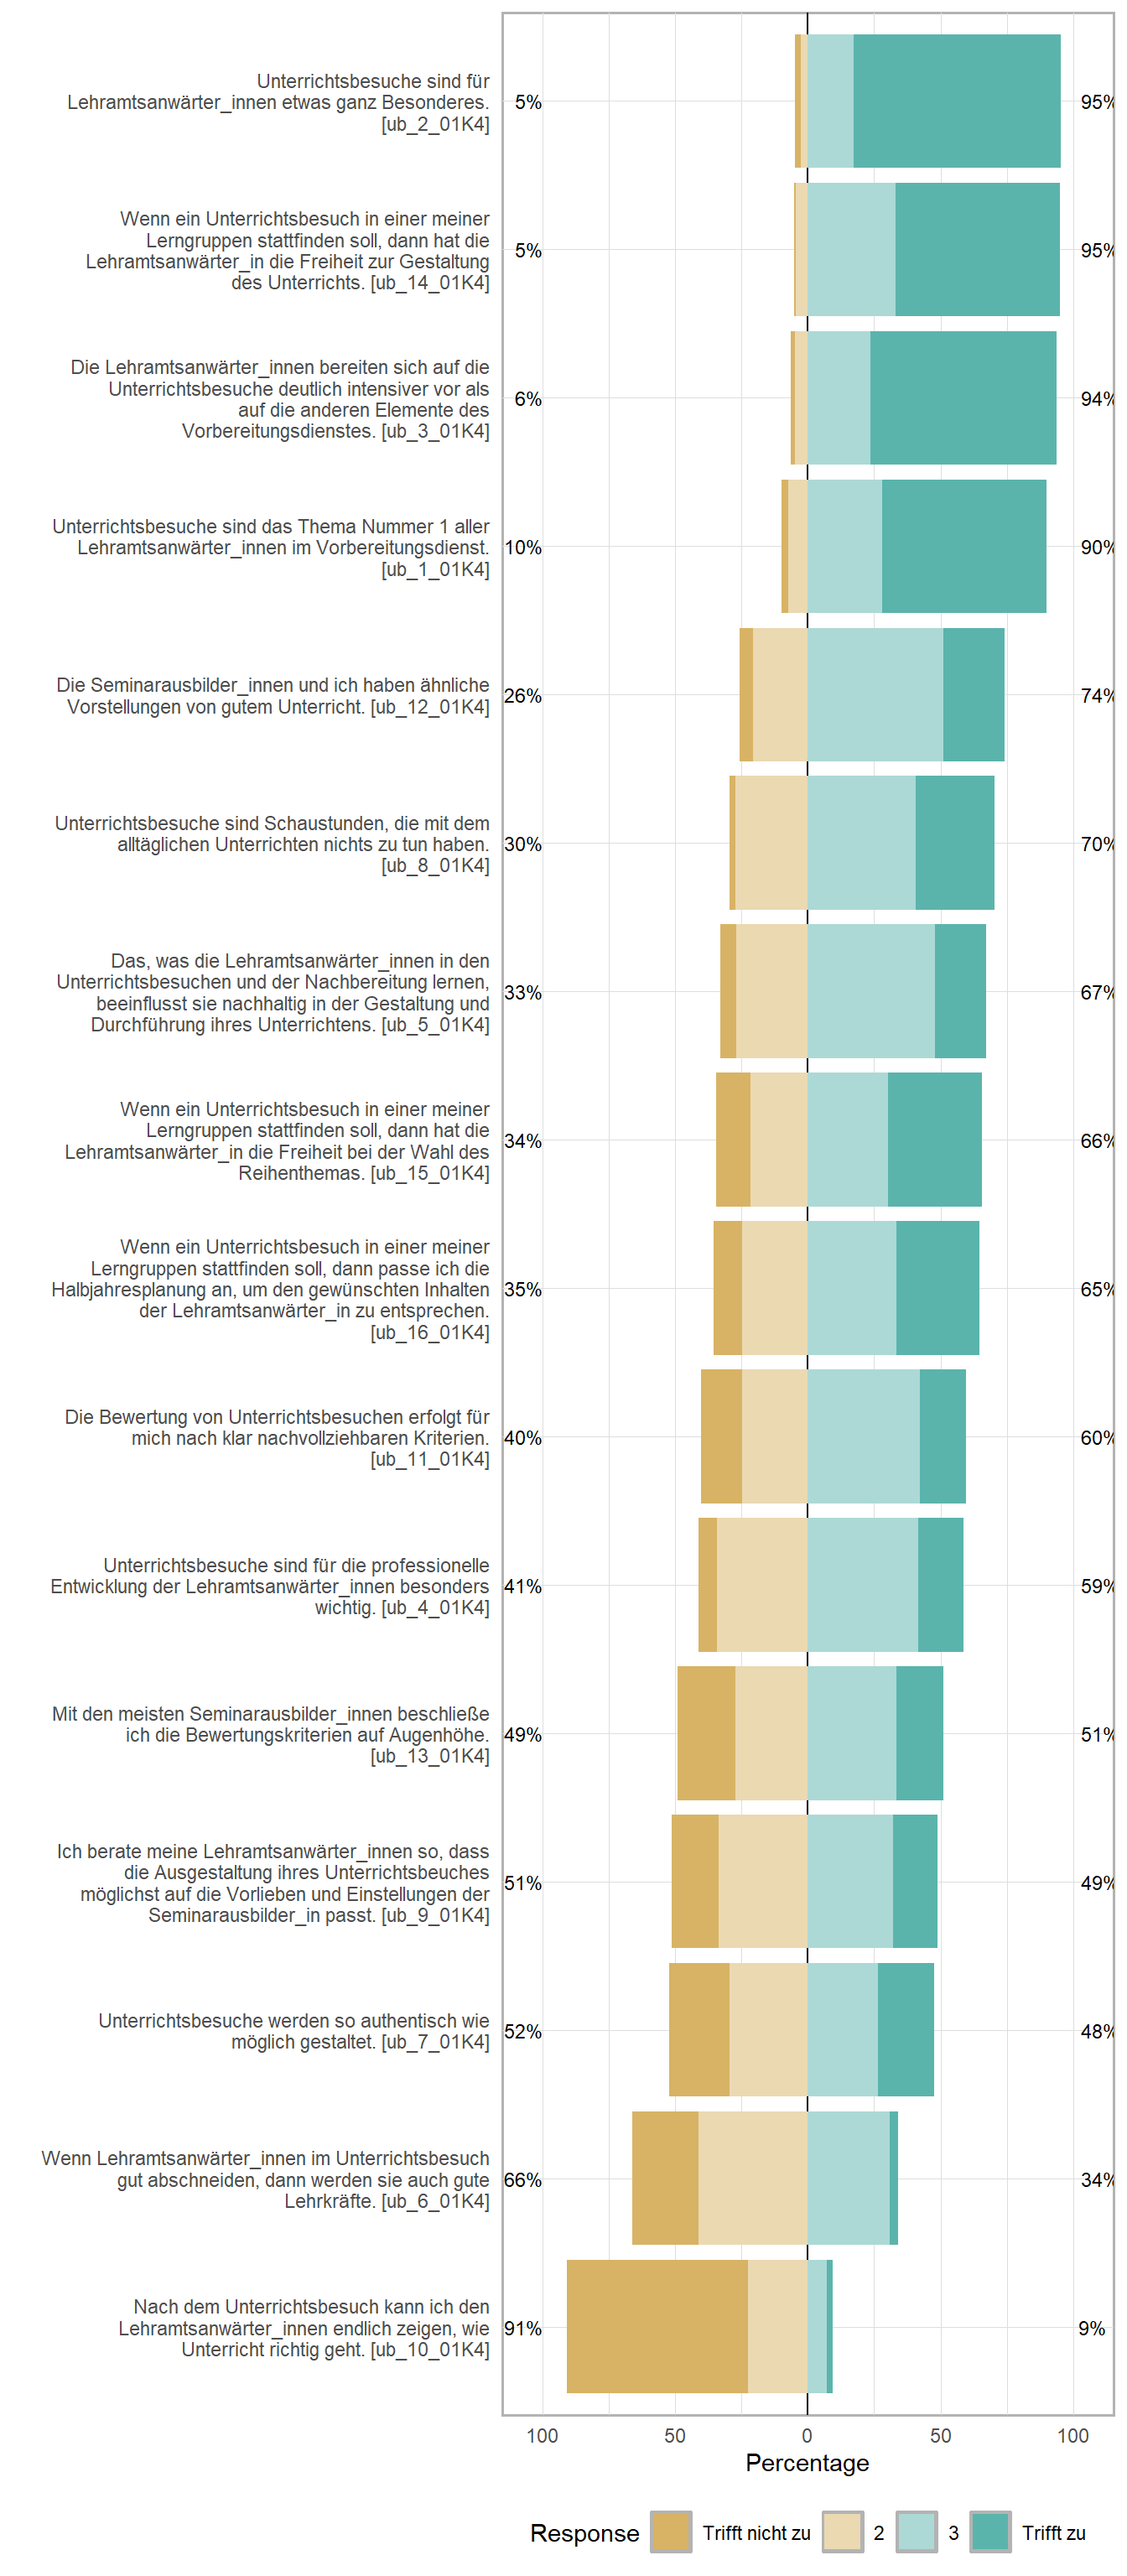 Unterrichtsbesuche sind für
Lehramtsanwärter_innen etwas ganz Besonderes.
[ub_2_01K4]
5%
95%
Wenn ein Unterrichtsbesuch in einer meiner
Lerngruppen stattfinden soll, dann hat die
Lehramtsanwärter_in die Freiheit zur Gestaltung
des Unterrichts. [ub_14_01K4]
5%
95%
Die Lehramtsanwärter_innen bereiten sich auf die
Unterrichtsbesuche deutlich intensiver vor als
auf die anderen Elemente des
Vorbereitungsdienstes. [ub_3_01K4]
6%
94%
Unterrichtsbesuche sind das Thema Nummer 1 aller
Lehramtsanwärter_innen im Vorbereitungsdienst.
[ub_1_01K4]
10%
90%
Die Seminarausbilder_innen und ich haben ähnliche
Vorstellungen von gutem Unterricht. [ub_12_01K4]
26%
74%
Unterrichtsbesuche sind Schaustunden, die mit dem
alltäglichen Unterrichten nichts zu tun haben.
[ub_8_01K4]
30%
70%
Das, was die Lehramtsanwärter_innen in den
Unterrichtsbesuchen und der Nachbereitung lernen,
beeinflusst sie nachhaltig in der Gestaltung und
Durchführung ihres Unterrichtens. [ub_5_01K4]
33%
67%
Wenn ein Unterrichtsbesuch in einer meiner
Lerngruppen stattfinden soll, dann hat die
Lehramtsanwärter_in die Freiheit bei der Wahl des
Reihenthemas. [ub_15_01K4]
34%
66%
Wenn ein Unterrichtsbesuch in einer meiner
Lerngruppen stattfinden soll, dann passe ich die
Halbjahresplanung an, um den gewünschten Inhalten
der Lehramtsanwärter_in zu entsprechen.
[ub_16_01K4]
35%
65%
Die Bewertung von Unterrichtsbesuchen erfolgt für
mich nach klar nachvollziehbaren Kriterien.
[ub_11_01K4]
40%
60%
Unterrichtsbesuche sind für die professionelle
Entwicklung der Lehramtsanwärter_innen besonders
wichtig. [ub_4_01K4]
41%
59%
Mit den meisten Seminarausbilder_innen beschließe
ich die Bewertungskriterien auf Augenhöhe.
[ub_13_01K4]
49%
51%
Ich berate meine Lehramtsanwärter_innen so, dass
die Ausgestaltung ihres Unterrichtsbeuches
möglichst auf die Vorlieben und Einstellungen der
Seminarausbilder_in passt. [ub_9_01K4]
51%
49%
Unterrichtsbesuche werden so authentisch wie
möglich gestaltet. [ub_7_01K4]
52%
48%
Wenn Lehramtsanwärter_innen im Unterrichtsbesuch
gut abschneiden, dann werden sie auch gute
Lehrkräfte. [ub_6_01K4]
66%
34%
Nach dem Unterrichtsbesuch kann ich den
Lehramtsanwärter_innen endlich zeigen, wie
Unterricht richtig geht. [ub_10_01K4]
91%
9%
100 50 0 50 100
Percentage
Response Trifft nicht zu 2 3 Trifft zu